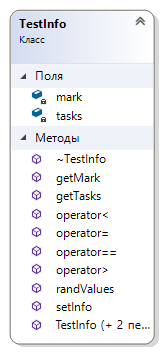 TestInfo
Класс
Поля
mark
tasks
Методы
~TestInfo
getMark
getTasks
operator<
operator=
operator==
operator>
randValues
setInfo
TestInfo (+ 2 пе...